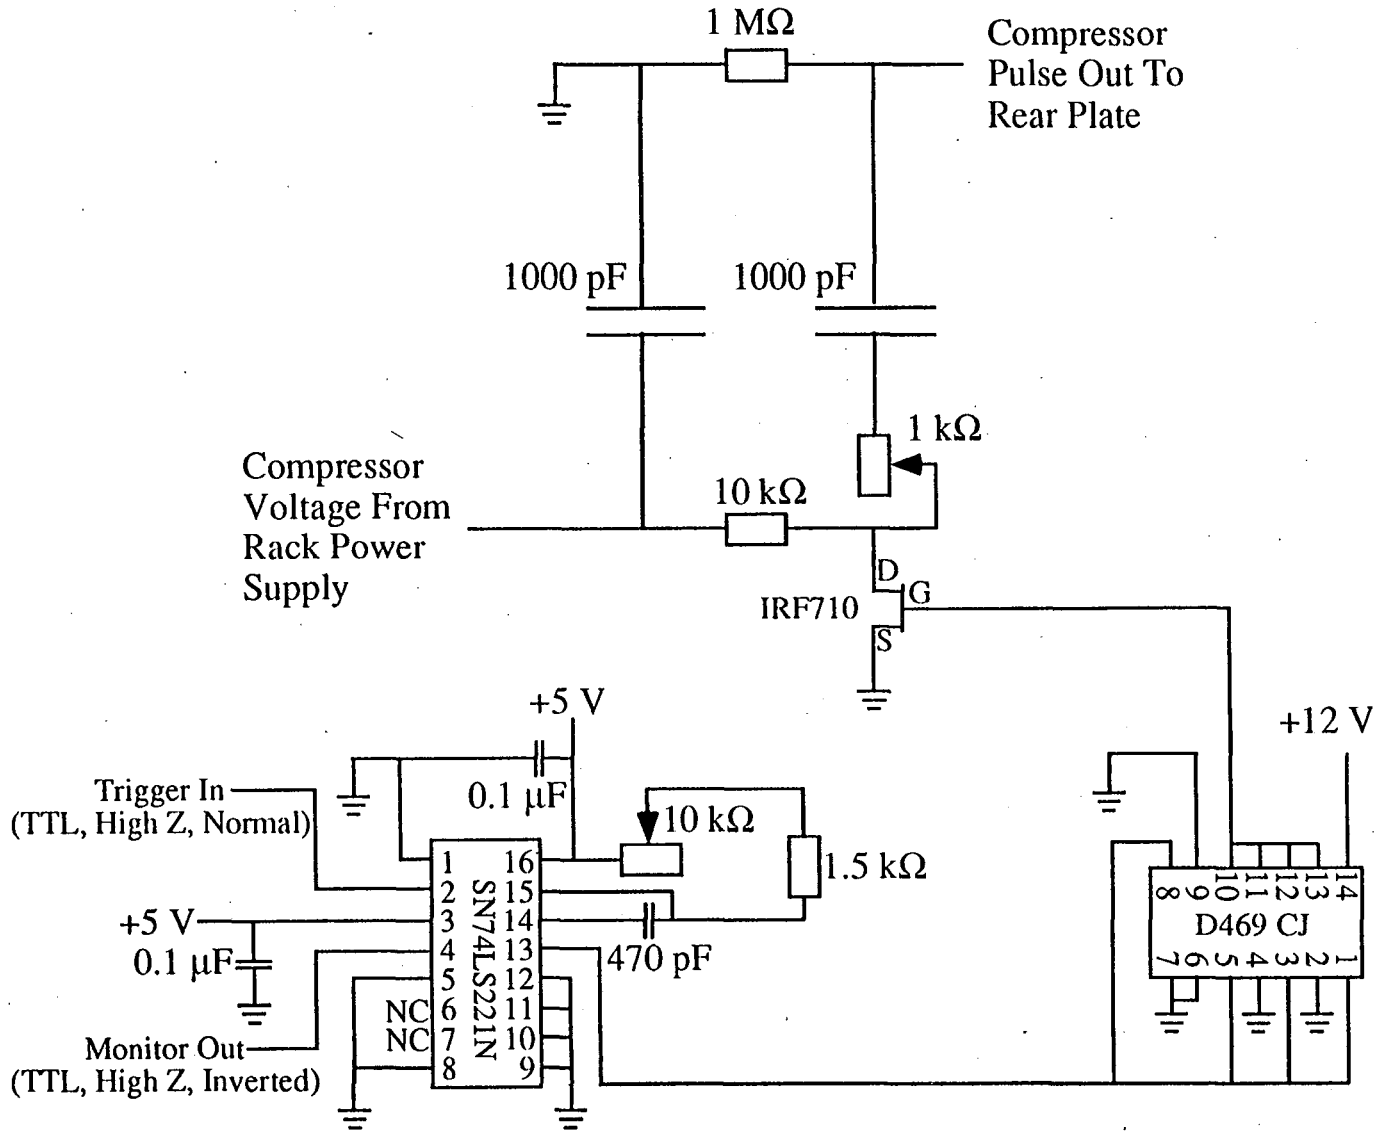 1 MΩ
Compressor
Pulse Out To
Rear Plate
1000 pF
1000 pF
1 kΩ
Compressor
Voltage From
Rack Power
Supply
10 kΩ
D
G
IRF710
S
+5 V
+12 V
Trigger In
(TTL, High Z, Normal)
0.1 µF
10 kΩ
1.5 kΩ
+5 V
0.1 µF
470 pF
Monitor Out
(TTL, High Z, Inverted)
NC
NC
1
2
3
4
5
6
7
8
SN74LS221N
16
15
14
13
12
11
10
9
8
9
10
11
12
13
14
D469 CJ
7
6
5
4
3
2
1